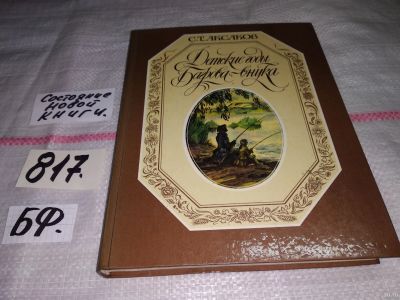 С.Т. АКСАКОВ
Детские годы
Багрова-внука
Состояние
новой
книги.
817.
БФ.